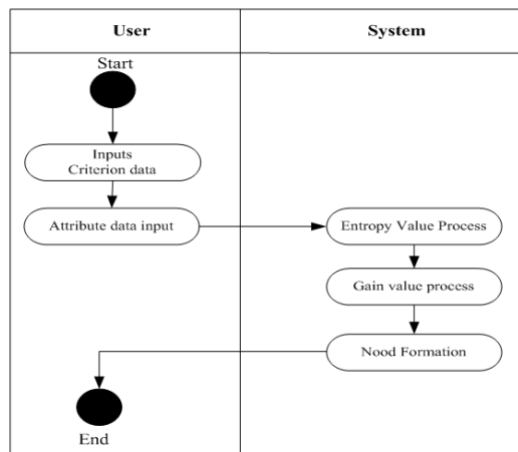 User
System
Start
Inputs
Criterion data
Attribute data input
Entropy Value Process
Gain value process
Nood Formation
End